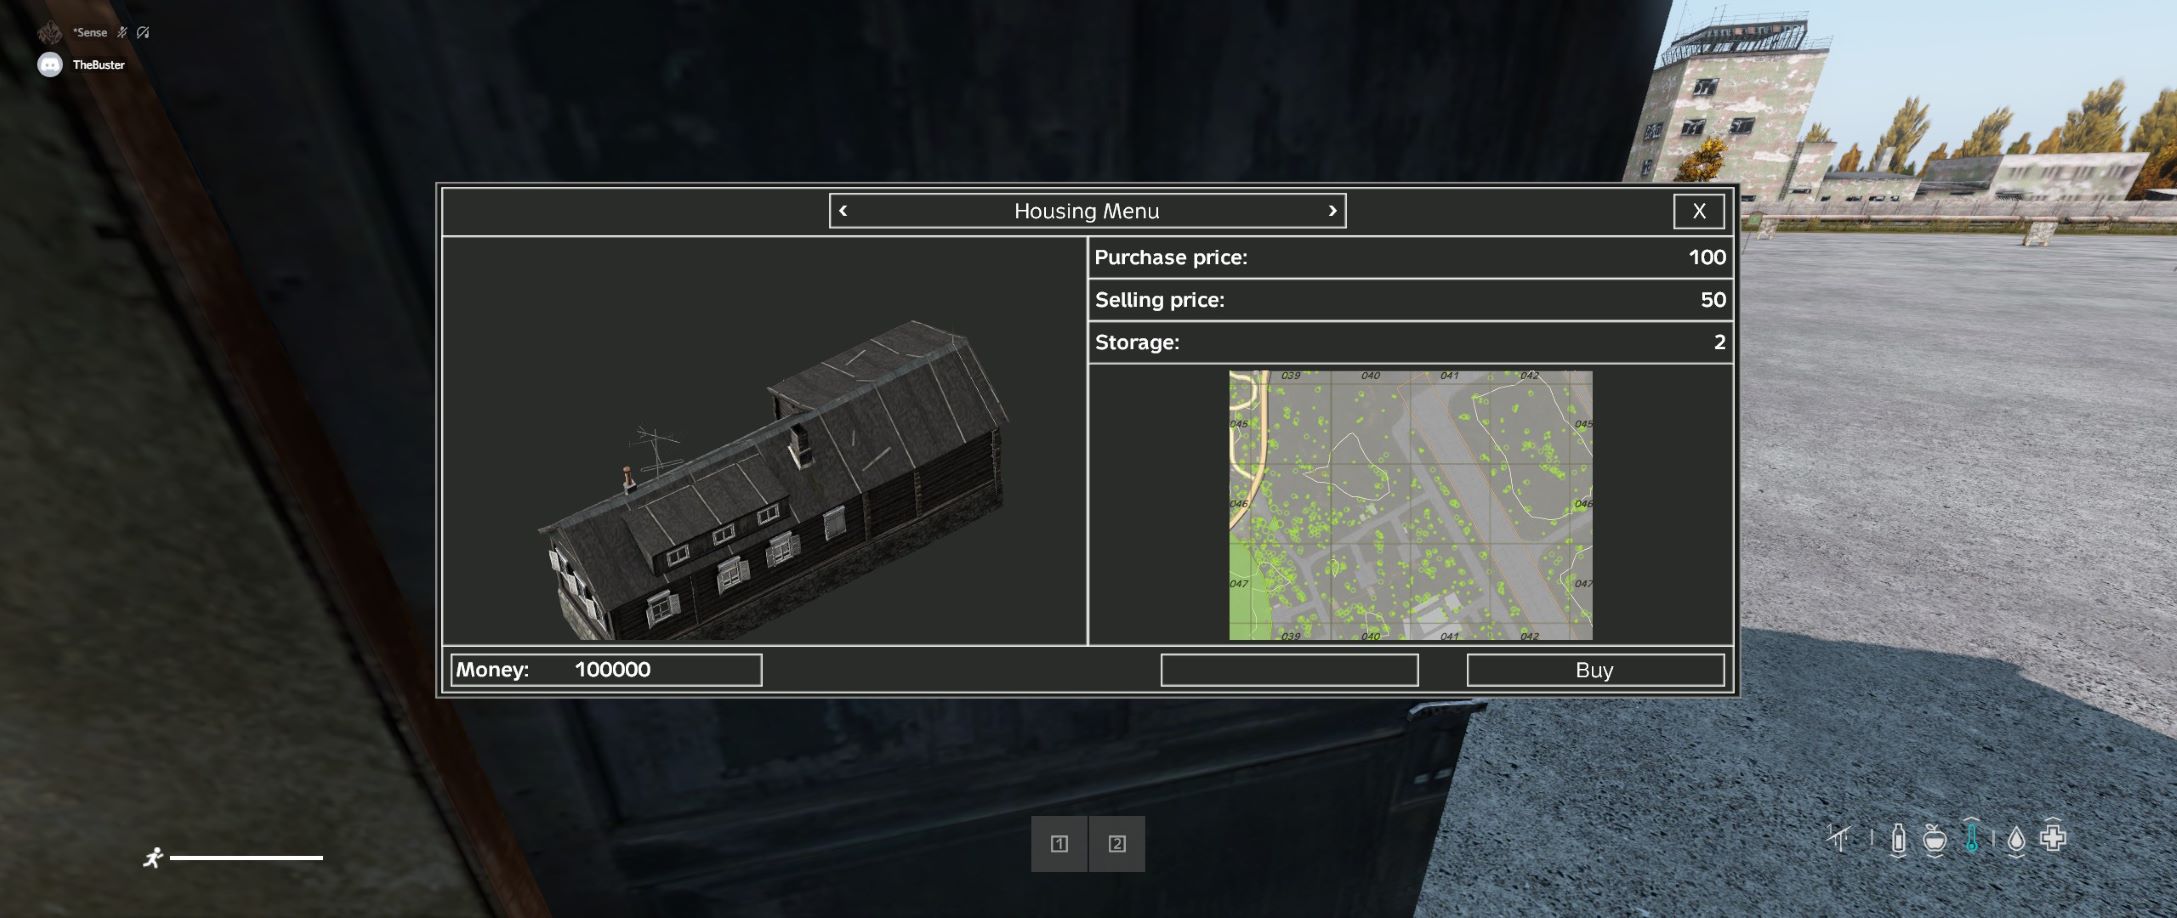 *Sense
TheBuster
< Housing Menu >
X
Purchase price: 100
Selling price: 50
Storage: 2
039 040 041 042
045 045
046 046
047 047
039 040 041 042
Money: 100000
Buy
1 2